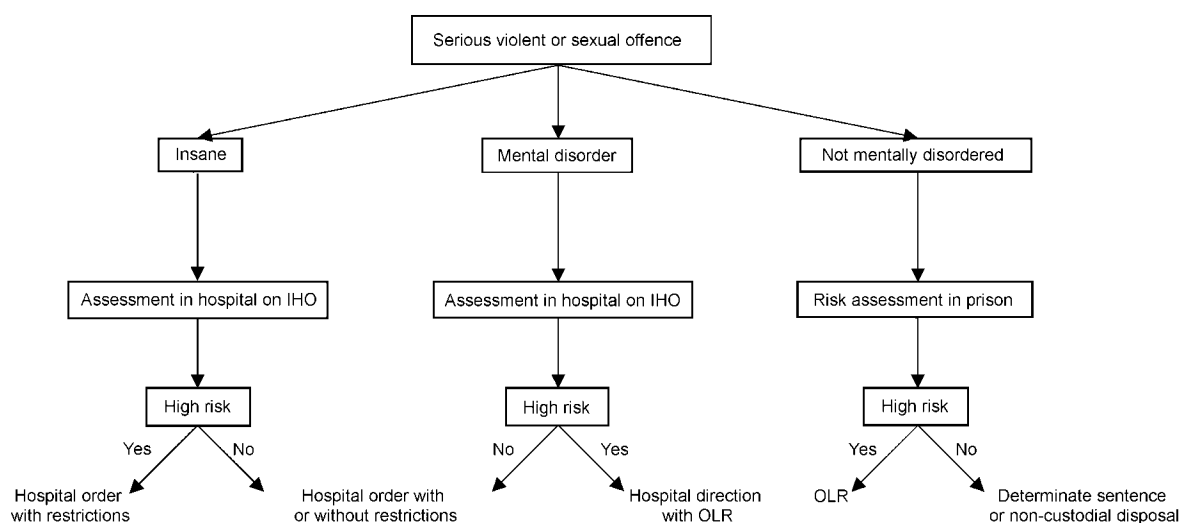 Serious violent or sexual offence
Insane
Mental disorder
Not mentally disordered
Assessment in hospital on IHO
Assessment in hospital on IHO
Risk assessment in prison
High risk
High risk
High risk
Yes
No
No
Yes
Yes
No
Hospital order
with restrictions
Hospital order with
or without restrictions
Hospital direction
with OLR
OLR
Determinate sentence
or non-custodial disposal